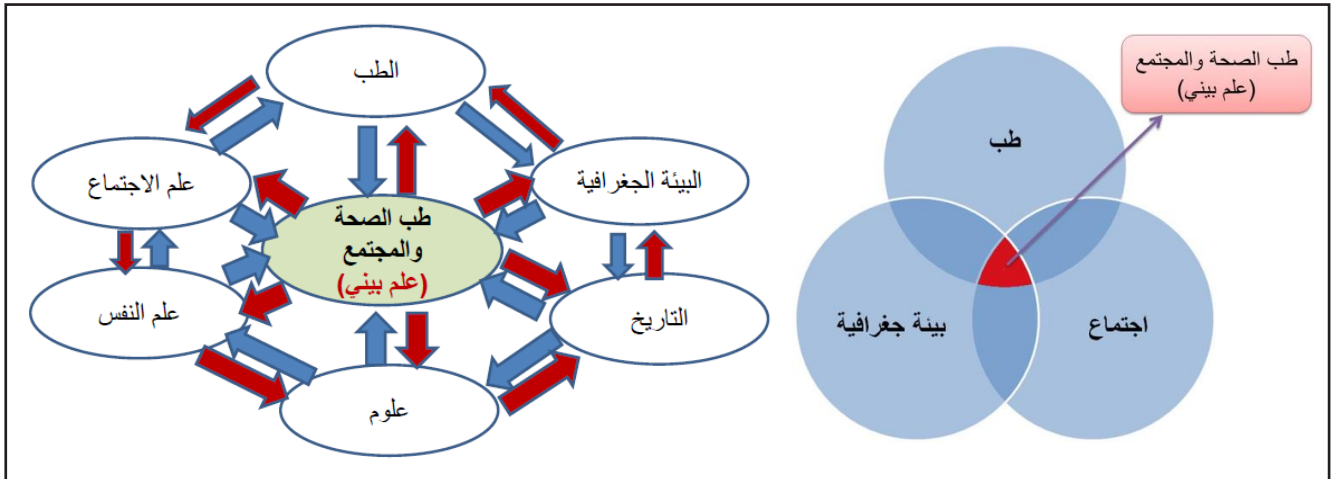 الطب
علم الاجتماع
البيئة الجغرافية
طب الصحة
والمجتمع
(علم بيني)
علم النفس
التاريخ
علوم
طب الصحة والمجتمع
(علم بيني)
طب
بيئة جغرافية
اجتماع